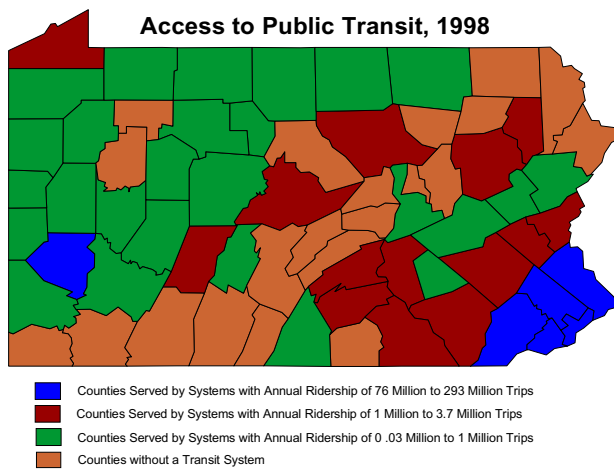 Access to Public Transit, 1998
Counties Served by Systems with Annual Ridership of 76 Million to 293 Million Trips
Counties Served by Systems with Annual Ridership of 1 Million to 3.7 Million Trips
Counties Served by Systems with Annual Ridership of 0 .03 Million to 1 Million Trips
Counties without a Transit System